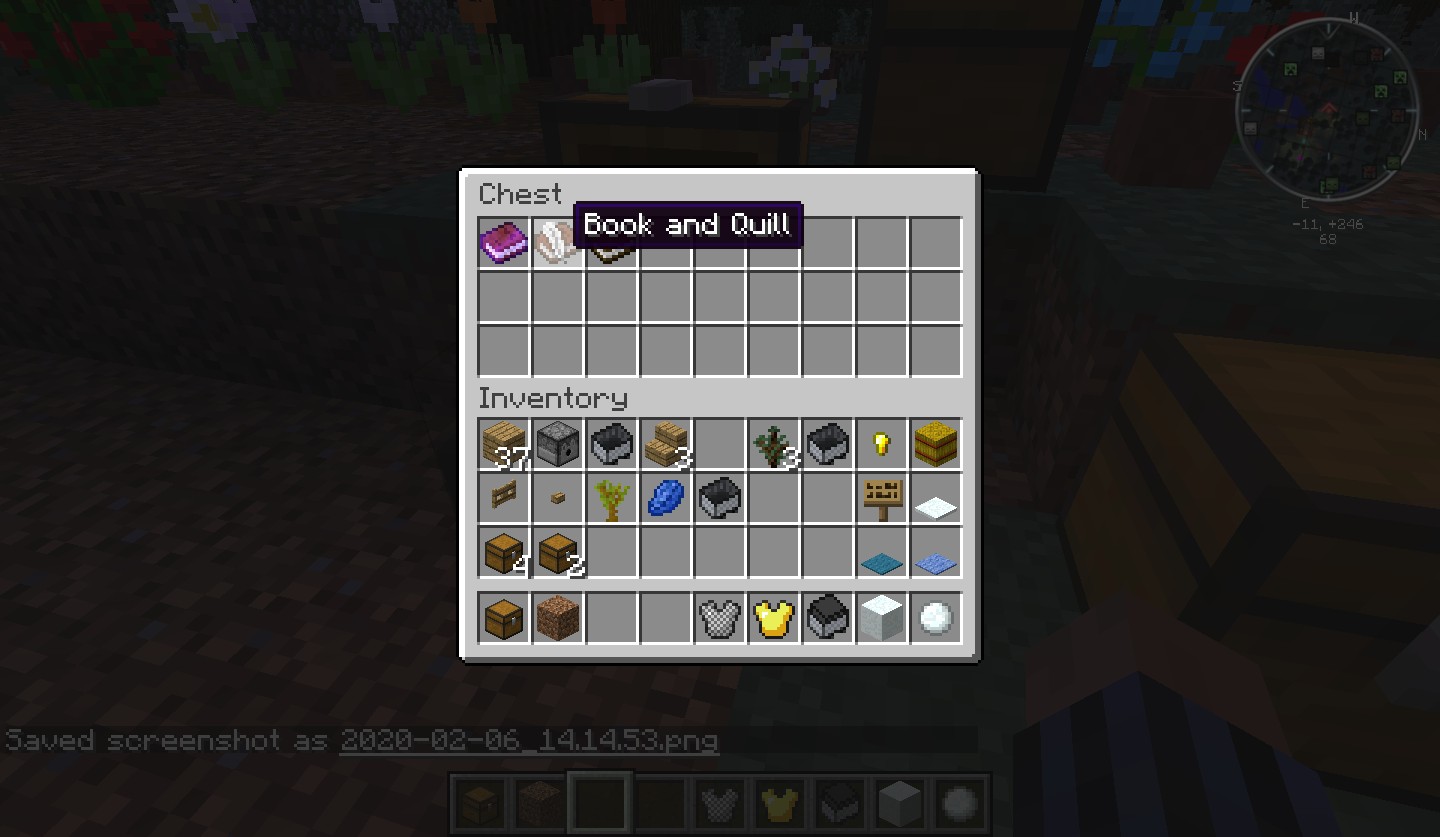 W
S
N
E
-11, +246
68
Chest
Book and Quill
Inventory
37
3
3
4
2
Saved screenshot as 2020-02-06_14.14.53.png